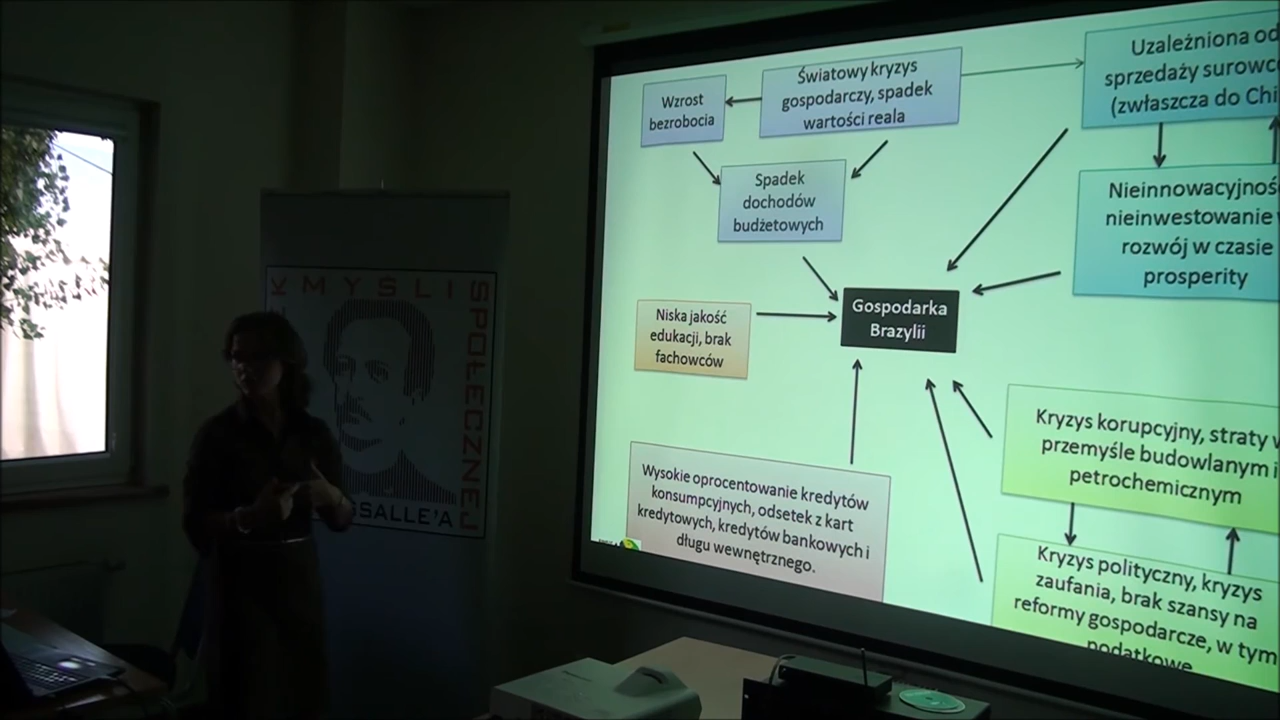 Wzrost
bezrobocia
Światowy kryzys
gospodarczy, spadek
wartości reala
Uzależniona od
sprzedaży surowc
(zwłaszcza do Chi
Spadek
dochodów
budżetowych
Nieinnowacyjnoś
nieinwestowanie
rozwój w czasie
prosperity
Gospodarka
Brazylii
Niska jakość
edukacji, brak
fachowców
Wysokie oprocentowanie kredytów
konsumpcyjnych, odsetek z kart
kredytowych, kredytów bankowych i
długu wewnętrznego.
Kryzys korupcyjny, straty w
przemyśle budowlanym i
petrochemicznym
Kryzys polityczny, kryzys
zaufania, brak szansy na
reformy gospodarcze, w tym
podatkowe
K MYŚLI
SPOŁECZNEJ
SSALLE'A